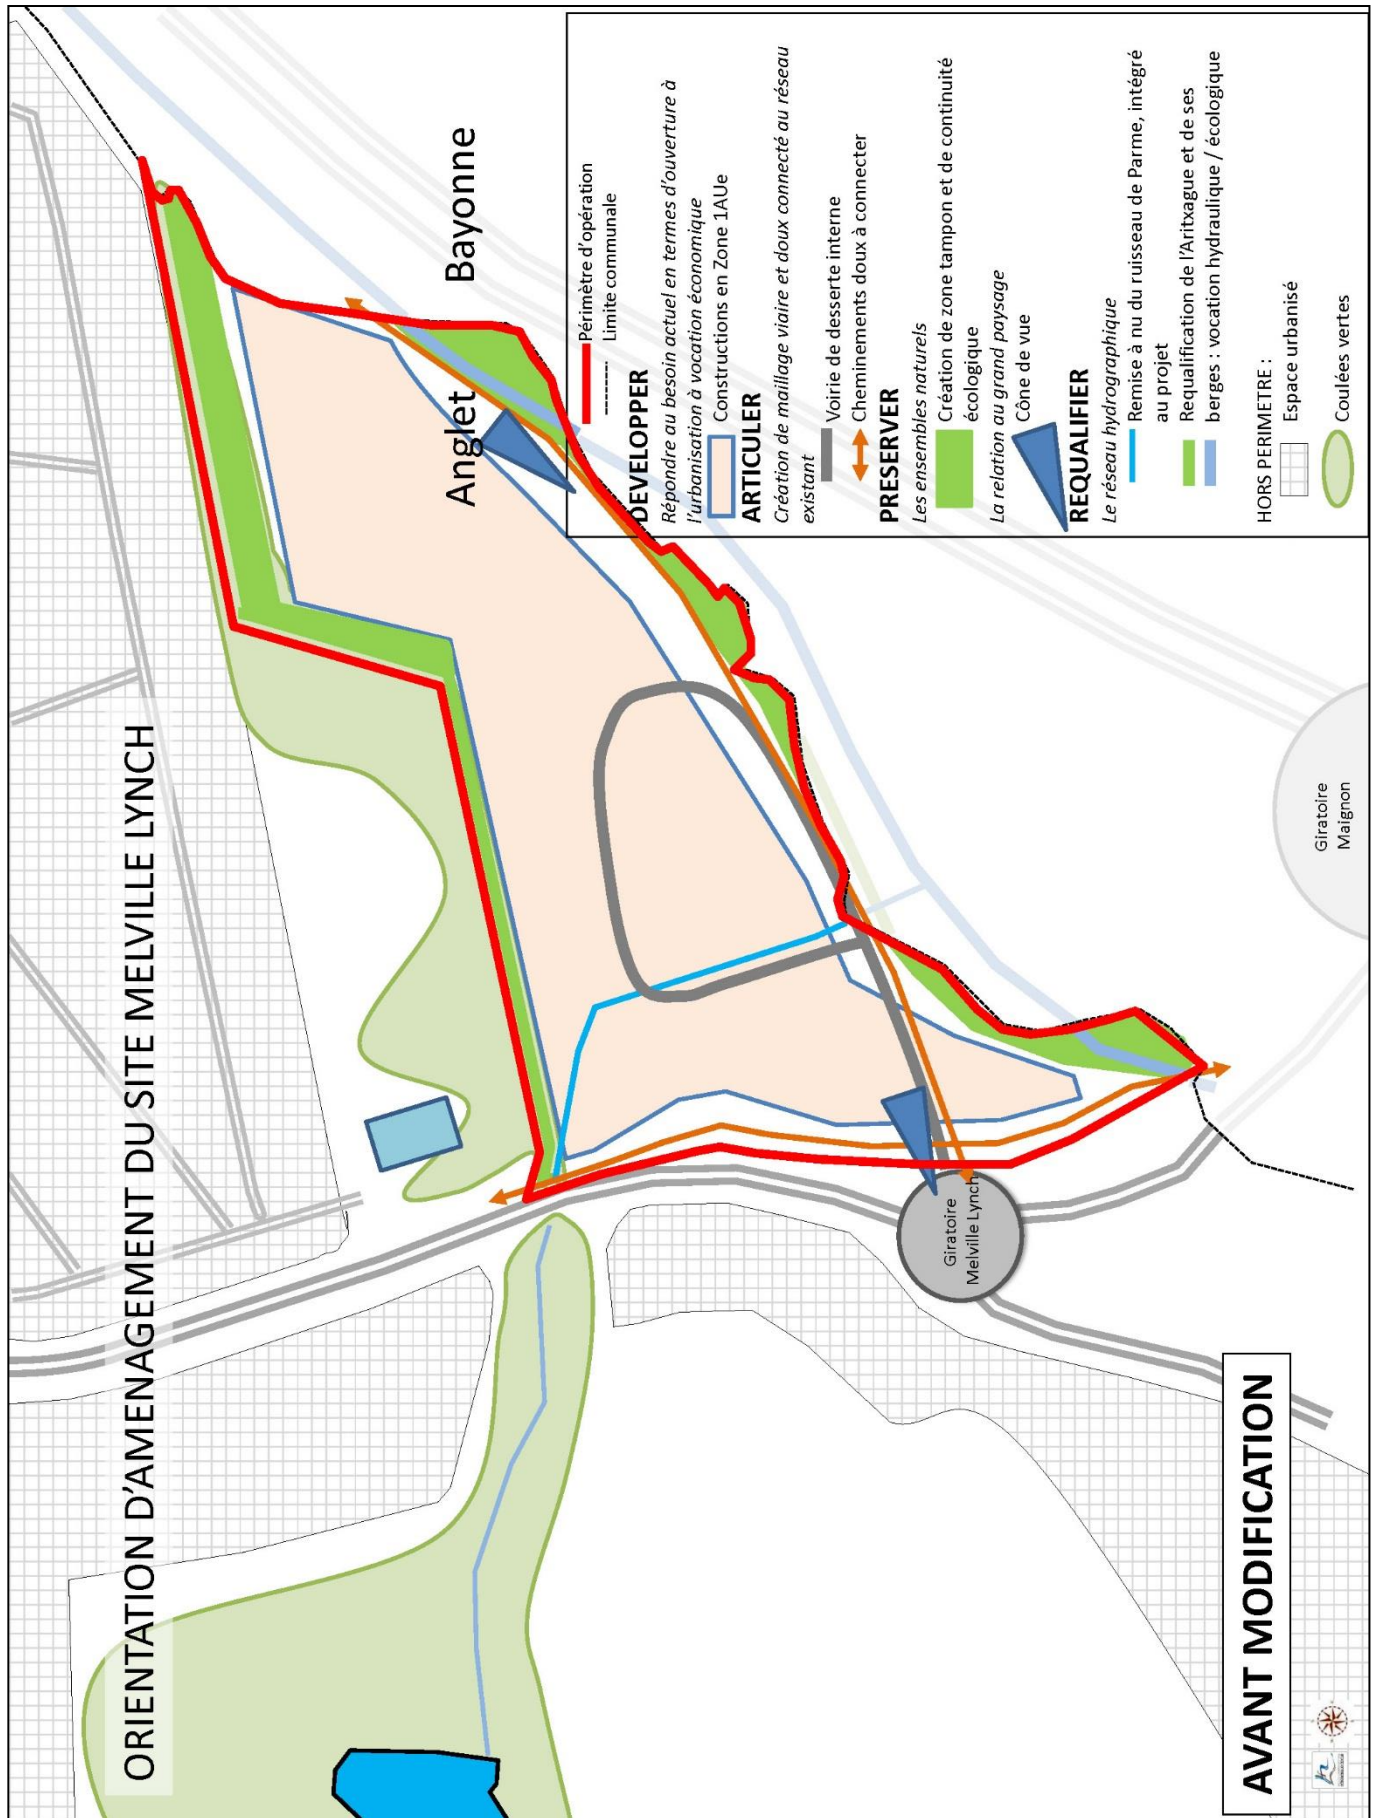 ORIENTATION D'AMENAGEMENT DU SITE MELVILLE LYNCH
Anglet
Bayonne
Périmètre d'opération
Limite communale
DEVELOPPER
Répondre au besoin actuel en termes d'ouverture à
l'urbanisation à vocation économique
Constructions en Zone 1AUe
ARTICULER
Création de maillage viaire et doux connecté au réseau
existant
Voirie de desserte interne
Cheminements doux à connecter
PRESERVER
Les ensembles naturels
Création de zone tampon et de continuité
écologique
La relation au grand paysage
Cône de vue
REQUALIFIER
Le réseau hydrographique
Remise à nu du ruisseau de Parme, intégré
au projet
Requalification de l'Aritxague et de ses
berges : vocation hydraulique / écologique
HORS PERIMETRE :
Espace urbanisé
Coulées vertes
Giratoire
Melville Lynch
Giratoire
Maignon
AVANT MODIFICATION